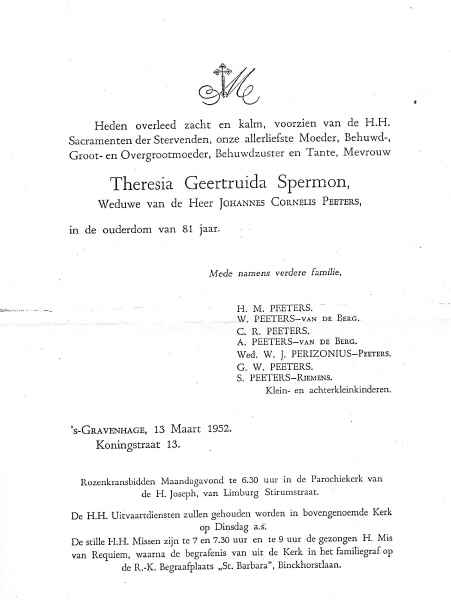 M
Heden overleed zacht en kalm, voorzien van de H.H.
Sacramenten der Stervenden, onze allerliefste Moeder, Behuwd-,
Groot- en Overgrootmoeder, Behuwdzuster en Tante, Mevrouw
Theresia Geertruida Spermon,
Weduwe van de Heer Johannes Cornelis Peeters,
in de ouderdom van 81 jaar.
Mede namens verdere familie,
H. M. PEETERS.
W. PEETERS–van de Berg.
C. R. PEETERS.
A. PEETERS–van de Berg.
Wed. W. J. PERIZONIUS–Peeters.
G. W. PEETERS.
S. PEETERS–Riemens.
Klein- en achterkleinkinderen.
's-Gravenhage, 13 Maart 1952.
Koningstraat 13.
Rozenkransbidden Maandagavond te 6.30 uur in de Parochiekerk van
de H. Joseph, van Limburg Stirumstraat.
De H.H. Uitvaartdiensten zullen gehouden worden in bovengenoemde Kerk
op Dinsdag a.s.
De stille H.H. Missen zijn te 7 en 7.30 uur en te 9 uur de gezongen H. Mis
van Requiem, waarna de begrafenis van uit de Kerk in het familiegraf op
de R.-K. Begraafplaats „St. Barbara”, Binckhorstlaan.